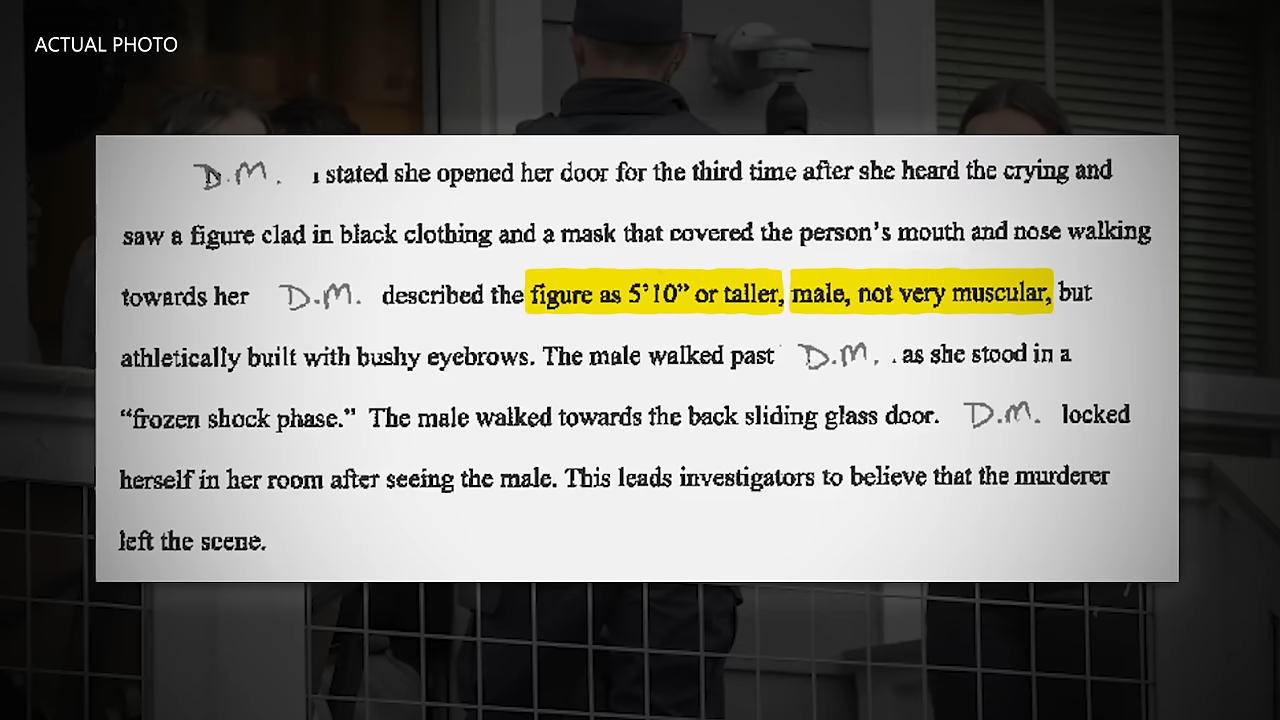 ACTUAL PHOTO
D.M. stated she opened her door for the third time after she heard the crying and
saw a figure clad in black clothing and a mask that covered the person's mouth and nose walking
towards her D.M. described the figure as 5'10” or taller, male, not very muscular, but
athletically built with bushy eyebrows. The male walked past D.M. as she stood in a
“frozen shock phase.” The male walked towards the back sliding glass door. D.M. locked
herself in her room after seeing the male. This leads investigators to believe that the murderer
left the scene.